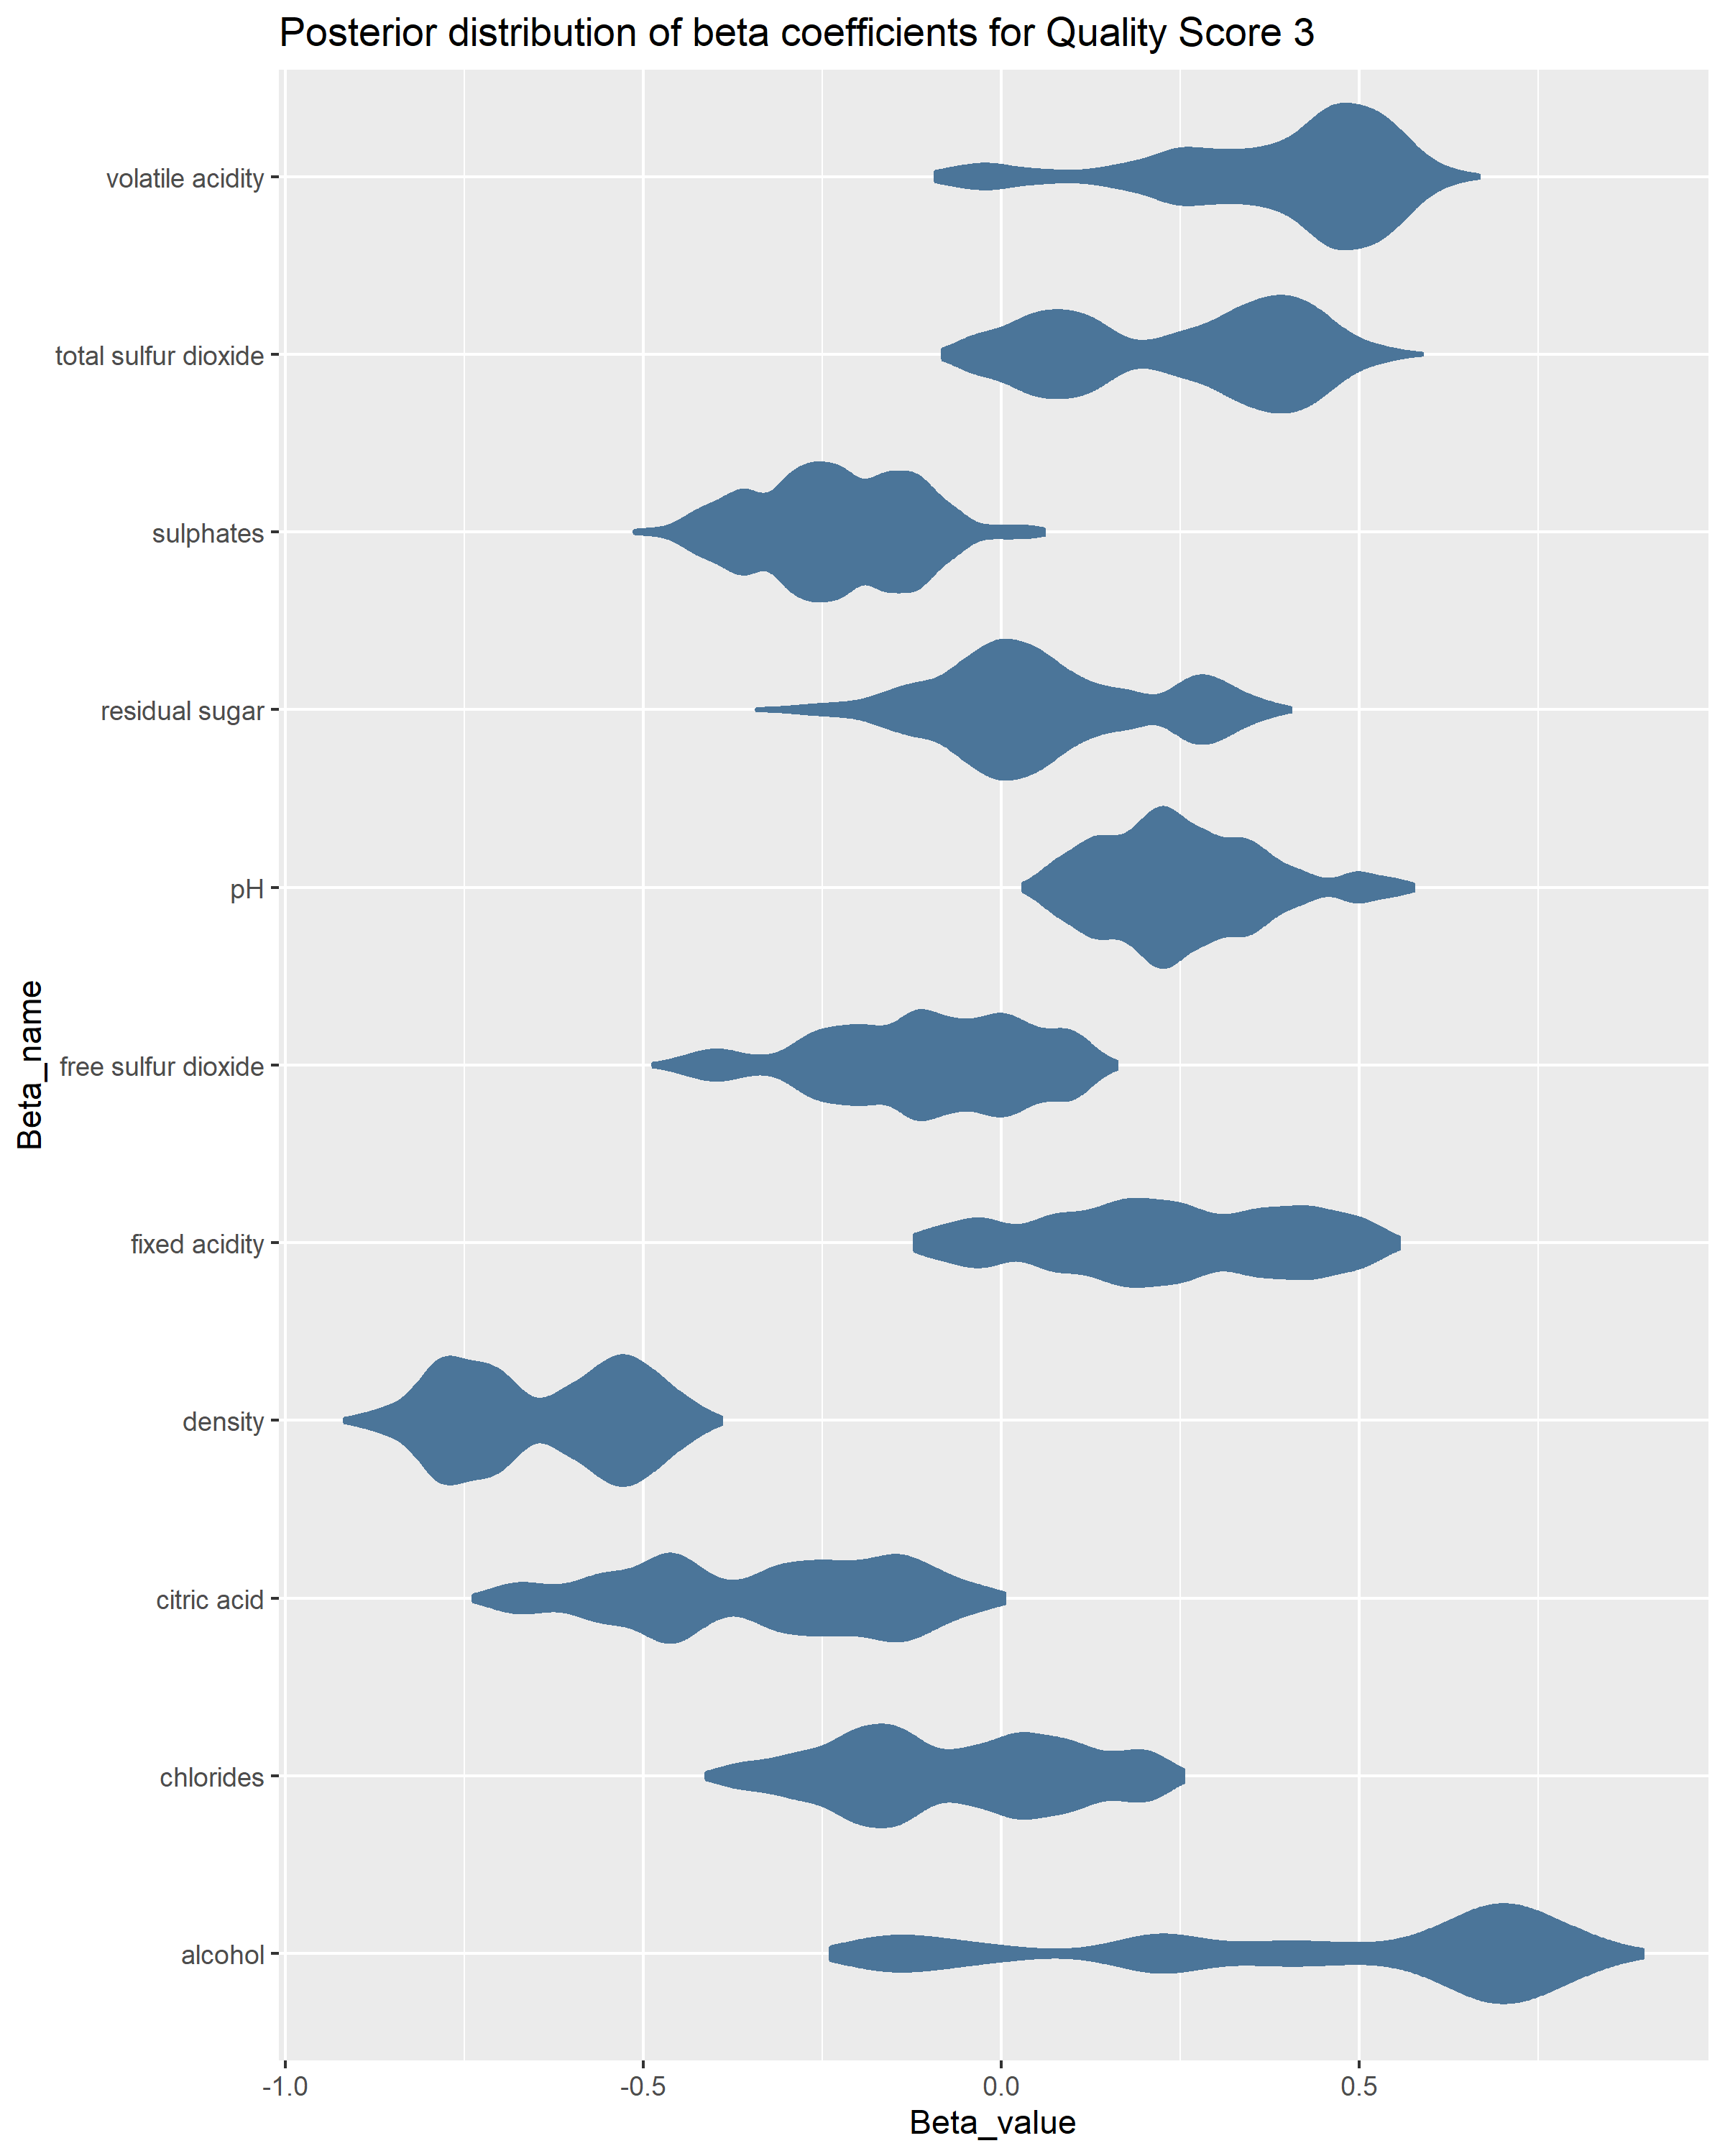 Posterior distribution of beta coefficients for Quality Score 3
volatile acidity
total sulfur dioxide
sulphates
residual sugar
pH
free sulfur dioxide
fixed acidity
density
citric acid
chlorides
alcohol
Beta_name
-1.0 -0.5 0.0 0.5
Beta_value